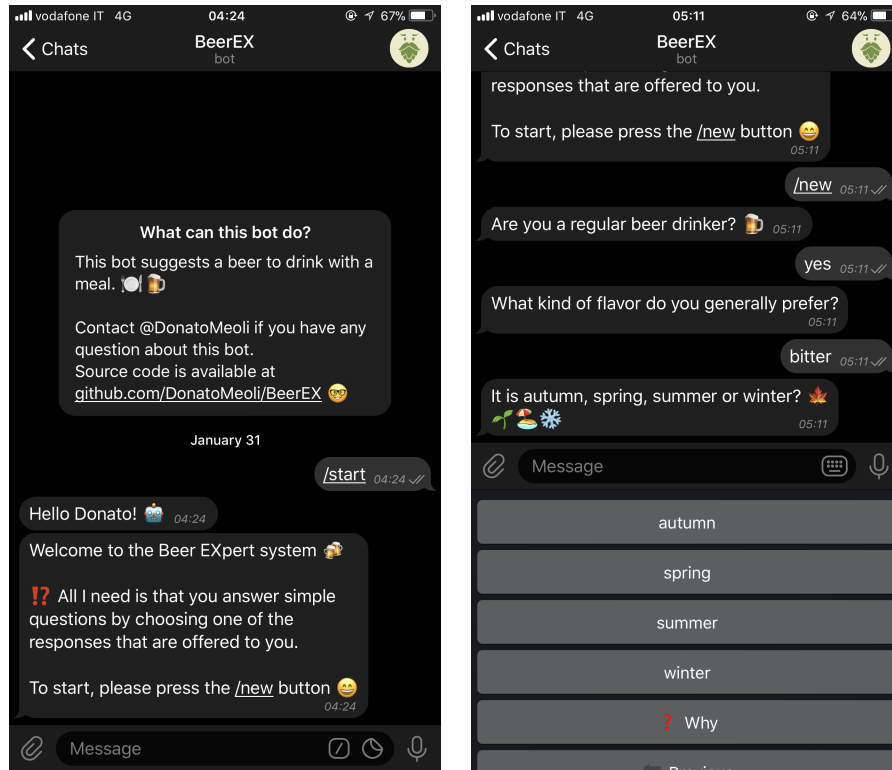 vodafone IT 4G 04:24 67%
Chats BeerEX
bot
What can this bot do?
This bot suggests a beer to drink with a
meal. 🍽🍺
Contact @DonatoMeoli if you have any
question about this bot.
Source code is available at
github.com/DonatoMeoli/BeerEX 🤓
January 31
/start 04:24
Hello Donato! 🤖 04:24
Welcome to the Beer EXpert system 🍻
⁉️ All I need is that you answer simple
questions by choosing one of the
responses that are offered to you.
To start, please press the /new button 😄
04:24
Message
vodafone IT 4G 05:11 64%
Chats BeerEX
bot
responses that are offered to you.
To start, please press the /new button 😄
05:11
/new 05:11
Are you a regular beer drinker? 🍺 05:11
yes 05:11
What kind of flavor do you generally prefer?
05:11
bitter 05:11
It is autumn, spring, summer or winter? 🍁
🌱🏖❄️ 05:11
Message
autumn
spring
summer
winter
❓ Why